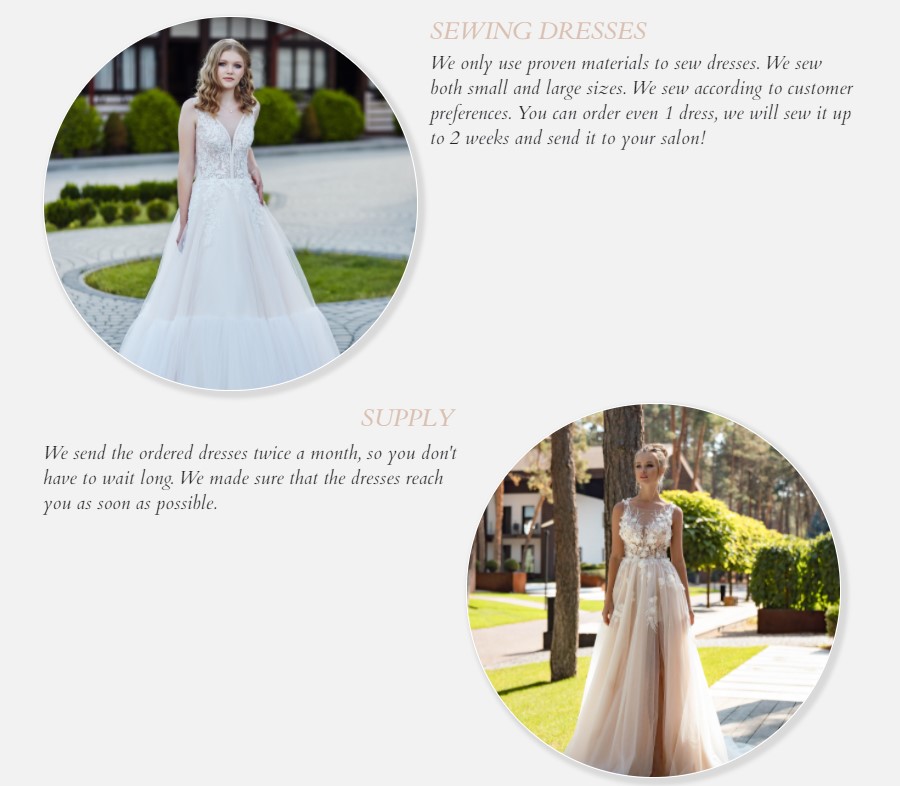 SEWING DRESSES
We only use proven materials to sew dresses. We sew
both small and large sizes. We sew according to customer
preferences. You can order even 1 dress, we will sew it up
to 2 weeks and send it to your salon!
SUPPLY
We send the ordered dresses twice a month, so you don't
have to wait long. We made sure that the dresses reach
you as soon as possible.